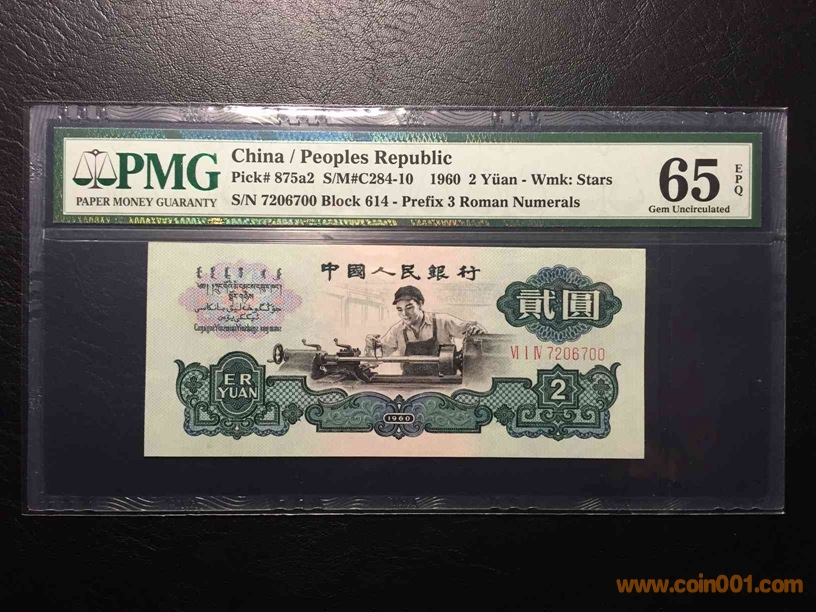 PMG
PAPER MONEY GUARANTY
China / Peoples Republic
Pick# 875a2 S/M#C284-10 1960 2 Yüan - Wmk: Stars
S/N 7206700 Block 614 - Prefix 3 Roman Numerals
65 EPQ
Gem Uncirculated
中國人民銀行
貳圓
VI I IV 7206700
ER
YUAN
1960
2
www.coin001.com